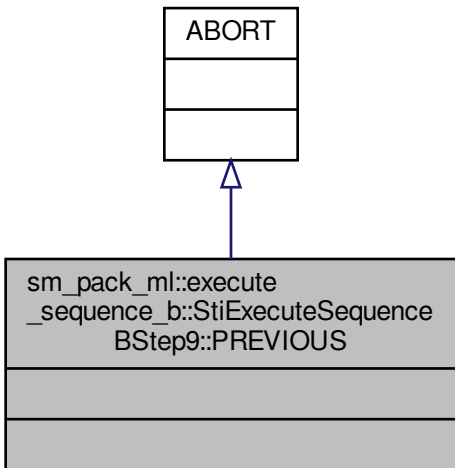 ABORT
sm_pack_ml::execute
_sequence_b::StiExecuteSequence
BStep9::PREVIOUS